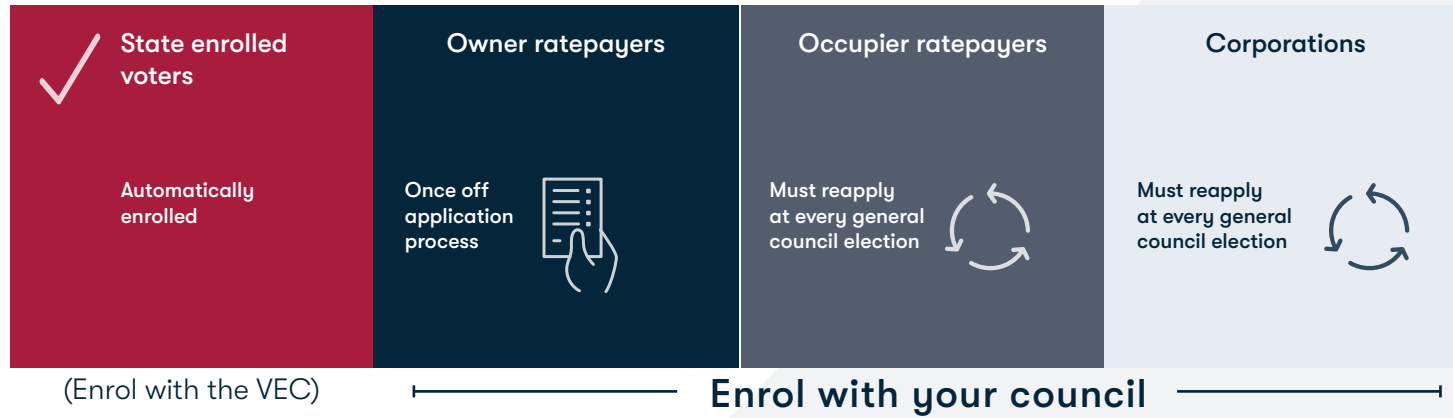 State enrolled
voters
Automatically
enrolled
Owner ratepayers
Once off
application
process
Occupier ratepayers
Must reapply
at every general
council election
Corporations
Must reapply
at every general
council election
(Enrol with the VEC)
Enrol with your council